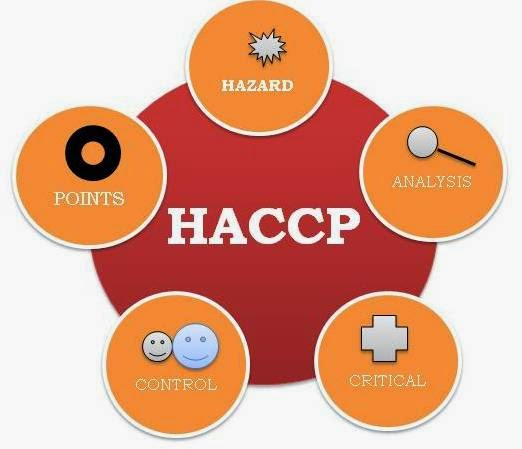 HAZARD
ANALYSIS
CRITICAL
CONTROL
POINTS
HACCP